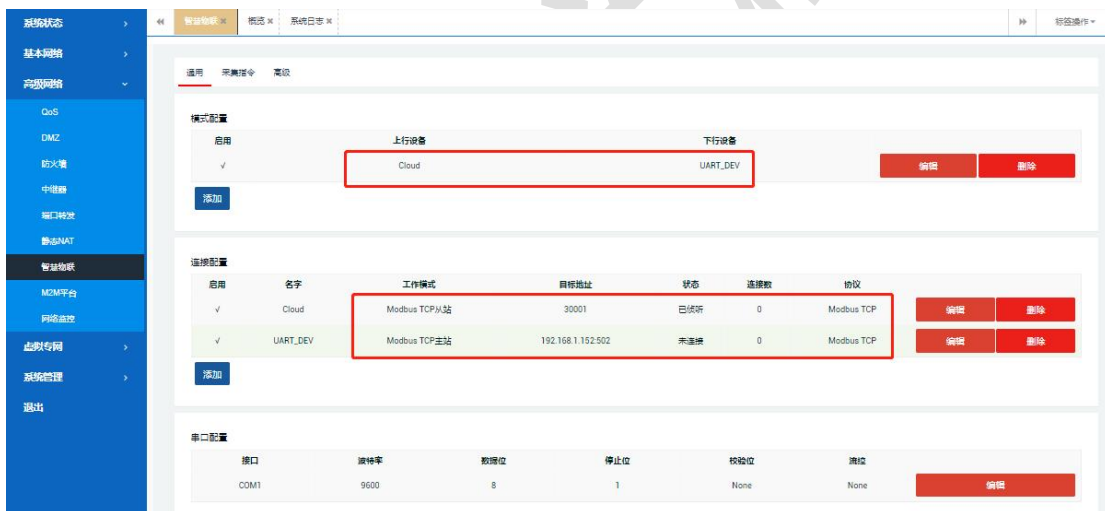 系统状态
基本网络
高级网络
QoS
DMZ
防火墙
中继器
端口转发
静态NAT
智慧物联
M2M平台
网络监控
虚拟专网
系统管理
退出
智慧物联 概览 系统日志 标签操作
通用 采集指令 高级
模式配置
启用 上行设备 下行设备
√ Cloud UART_DEV 编辑 删除
添加
连接配置
启用 名字 工作模式 目标地址 状态 连接数 协议
√ Cloud Modbus TCP从站 30001 已侦听 0 Modbus TCP 编辑 删除
√ UART_DEV Modbus TCP主站 192.168.1.152:502 未连接 0 Modbus TCP 编辑 删除
添加
串口配置
接口 波特率 数据位 停止位 校验位 流控
COM1 9600 8 1 None None 编辑